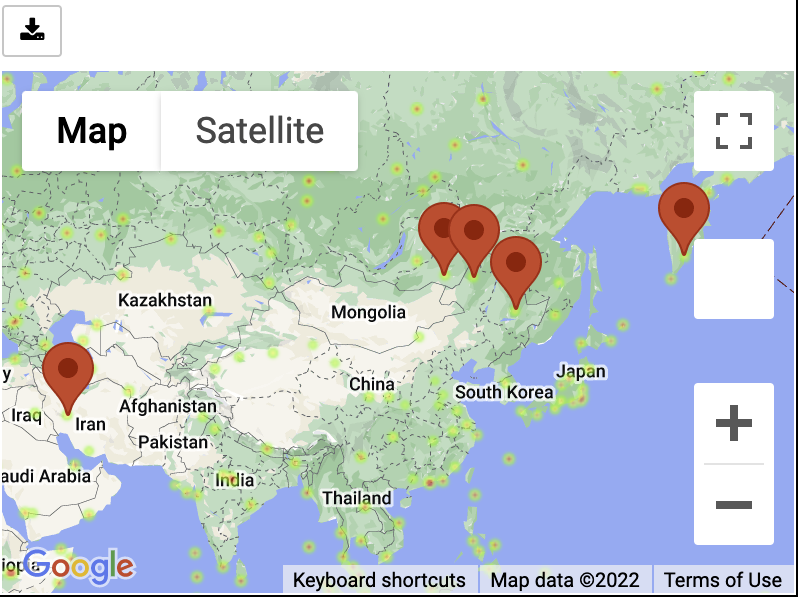 Map
Satellite
Kazakhstan
Mongolia
China
Japan
South Korea
y
Iraq
Iran
Afghanistan
Pakistan
audi Arabia
India
Thailand
iopia
Google
Keyboard shortcuts
Map data ©2022
Terms of Use